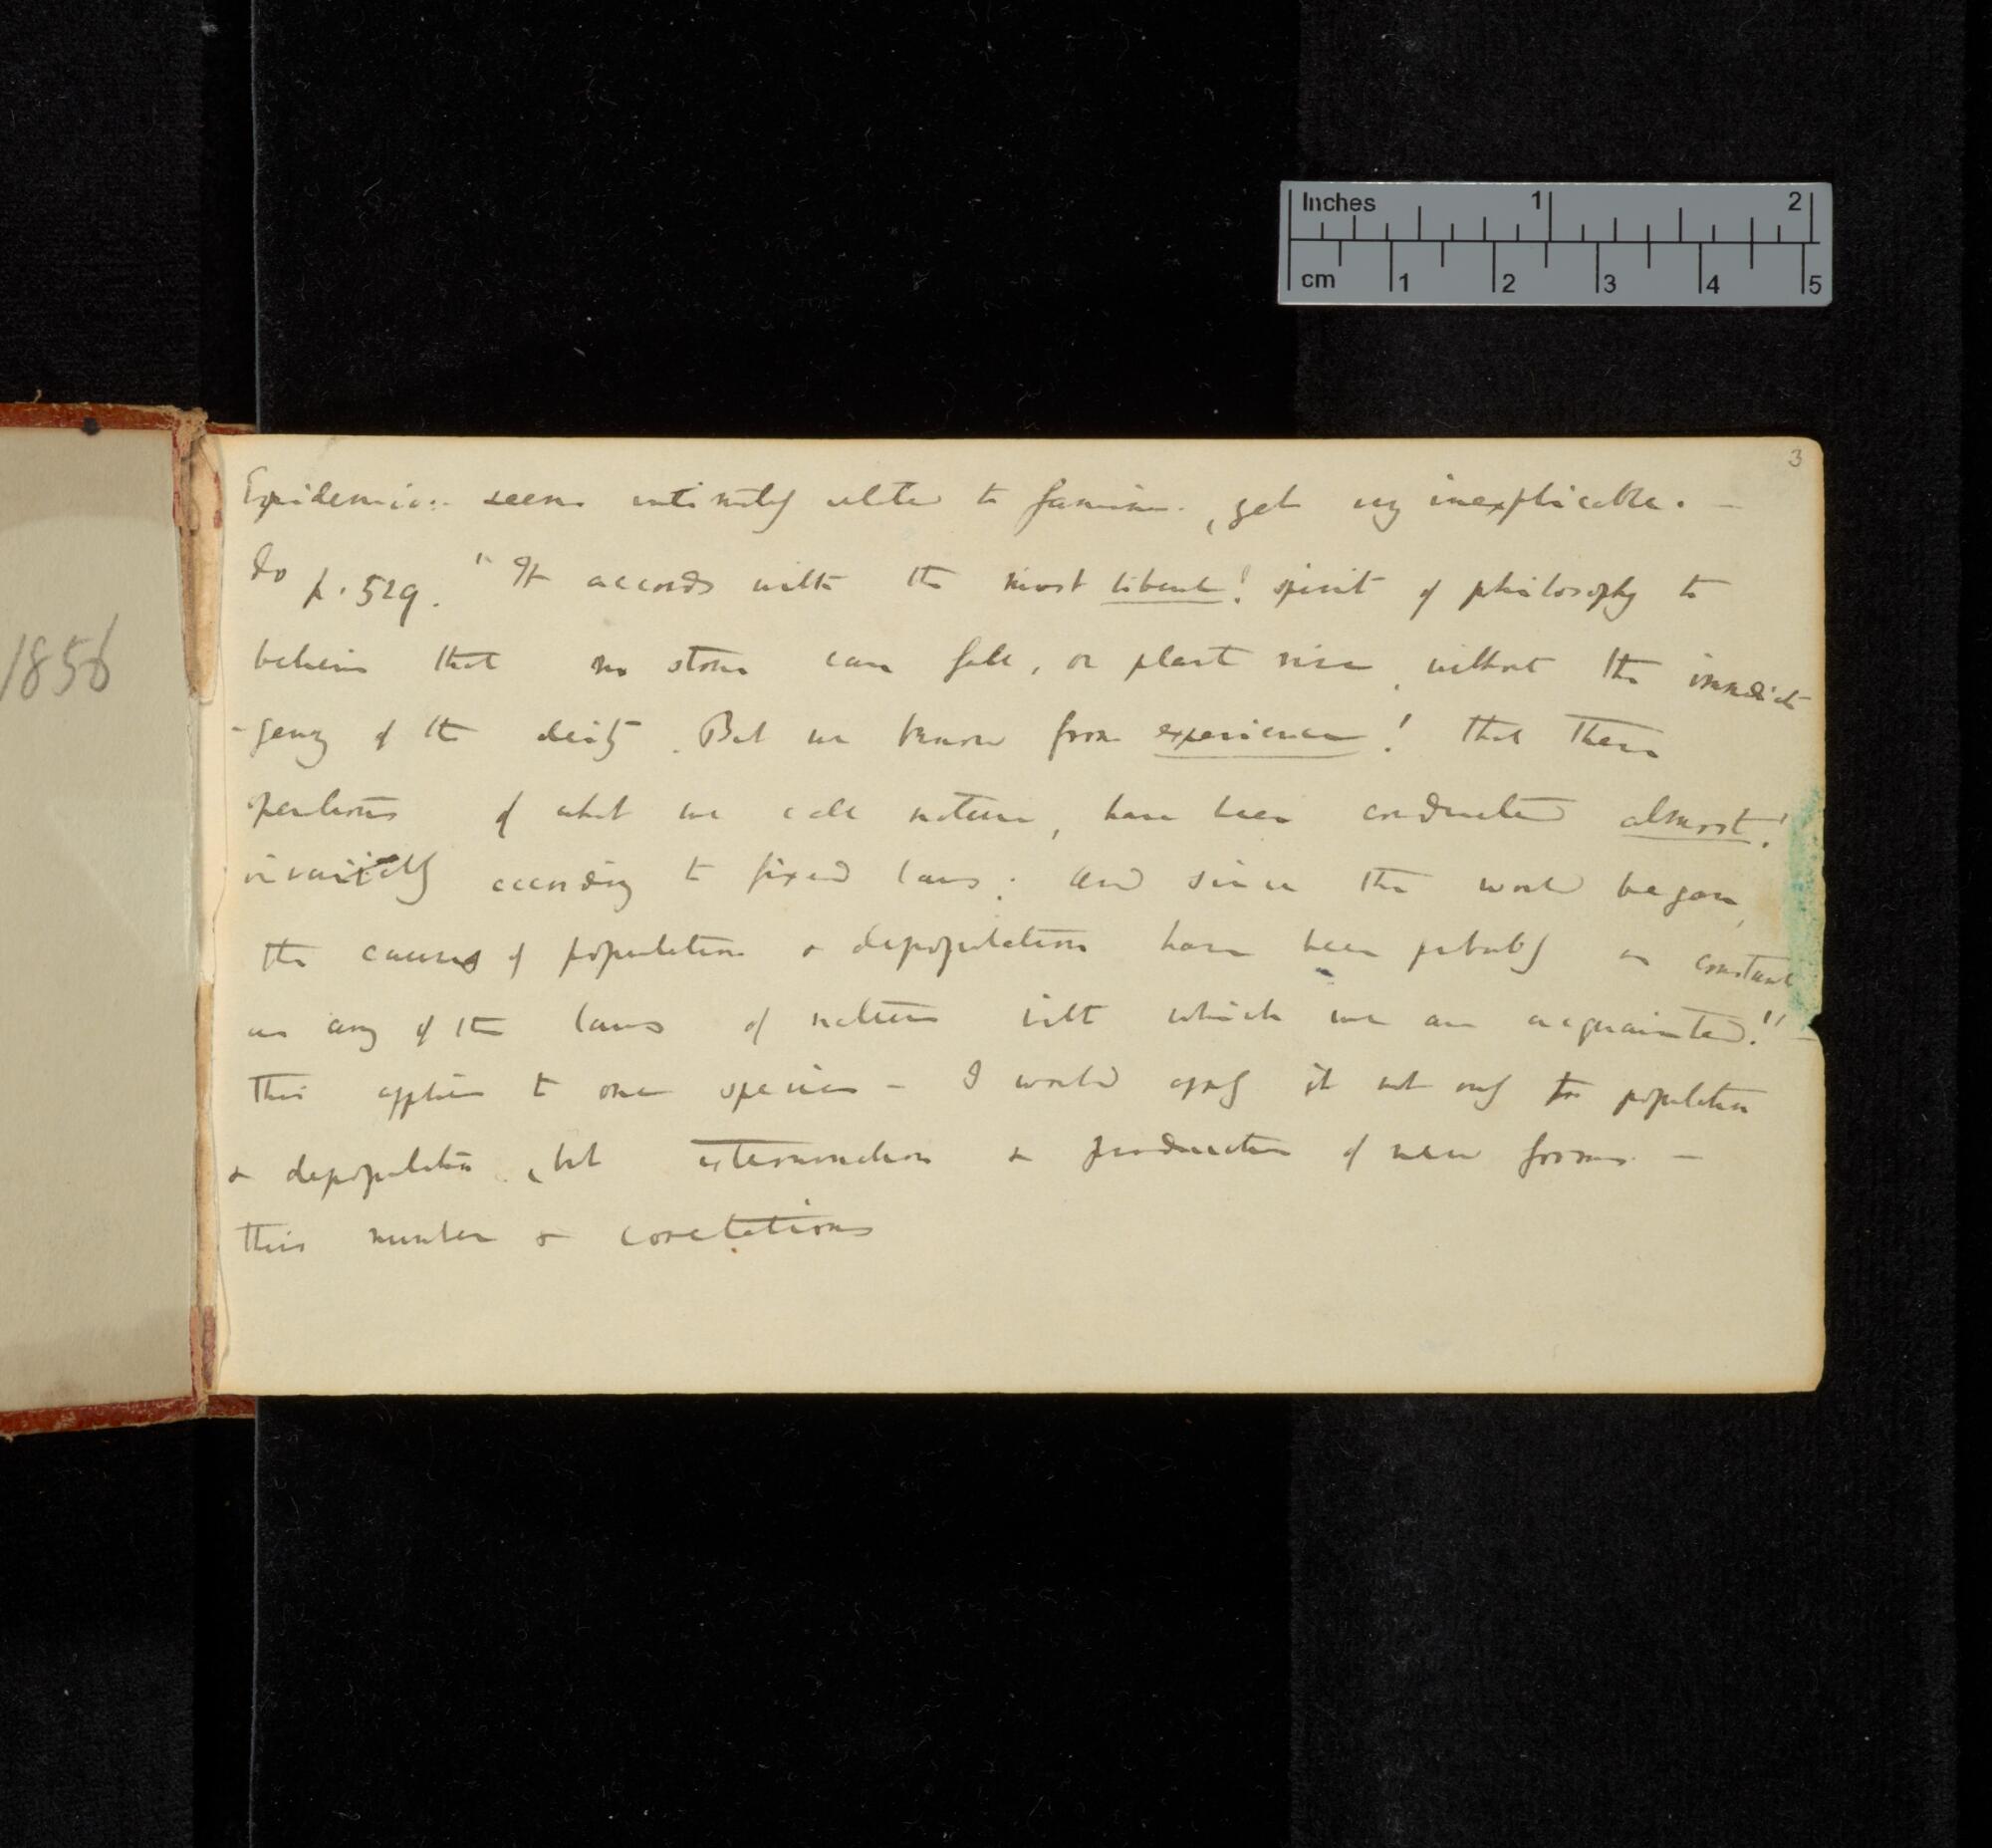 3
Epidemics.— seems intimately related to famine., yet very inexplicable.—
do p.529. "It accords with the most liberal! spirit of philosophy to
believe that no stone can fall, or plant rise, without the immediate
agency of the deity. But we know from experience! that these
operations of what we call nature, have been conducted almost!
invariably according to fixed laws: and since the world began,
the causes of population & depopulation have been probably as constant
as any of the laws of nature with which we are acquainted." —
This applies to one species — I would apply it not only to population
& depopulation, but extermination & production of new forms. —
this number & correlations
1856
Inches 1 2
cm 1 2 3 4 5